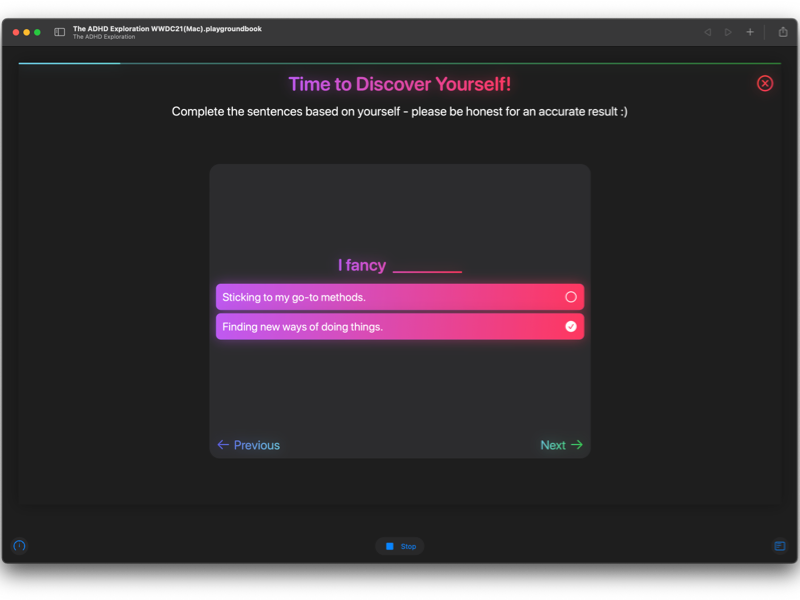 The ADHD Exploration WWDC21(Mac).playgroundbook
The ADHD Exploration
Time to Discover Yourself!
Complete the sentences based on yourself - please be honest for an accurate result :)
I fancy ________
Sticking to my go-to methods.
Finding new ways of doing things.
← Previous
Next →
Stop